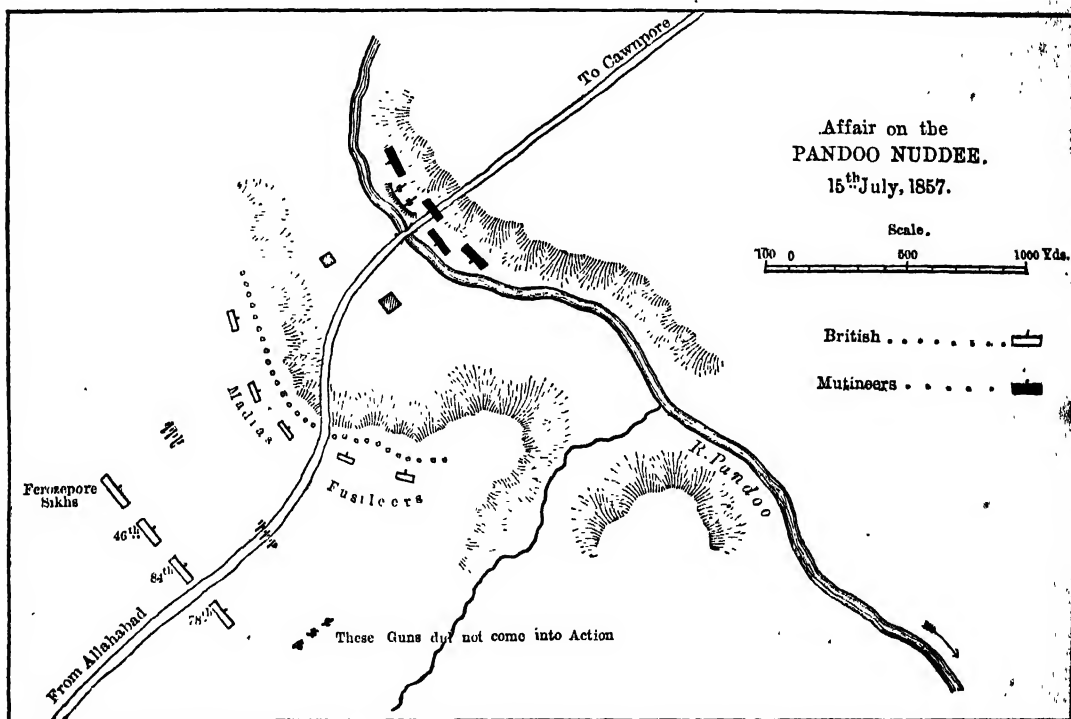 Affair on the
PANDOO NUDDEE.
15th July, 1857.
Scale.
100 0 500 1000 Yds.
British
Mutineers
To Cawnpore
Madras
Fusileers
Ferozepore
Sikhs
46th
84th
78th
From Allahabad
These Guns did not come into Action
R. Pandoo